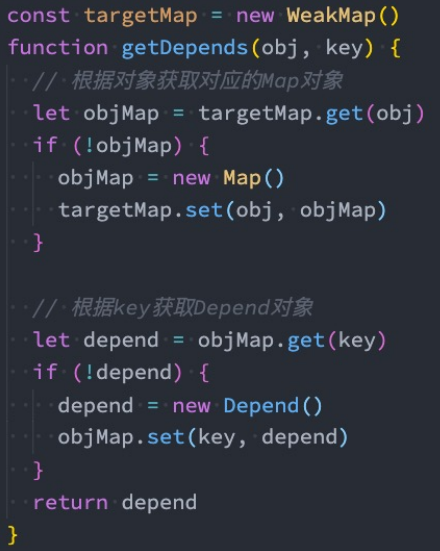 const targetMap = new WeakMap()
function getDepends(obj, key) {
  // 根据对象获取对应的Map对象
  let objMap = targetMap.get(obj)
  if (!objMap) {
    objMap = new Map()
    targetMap.set(obj, objMap)
  }

  // 根据key获取Depend对象
  let depend = objMap.get(key)
  if (!depend) {
    depend = new Depend()
    objMap.set(key, depend)
  }
  return depend
}